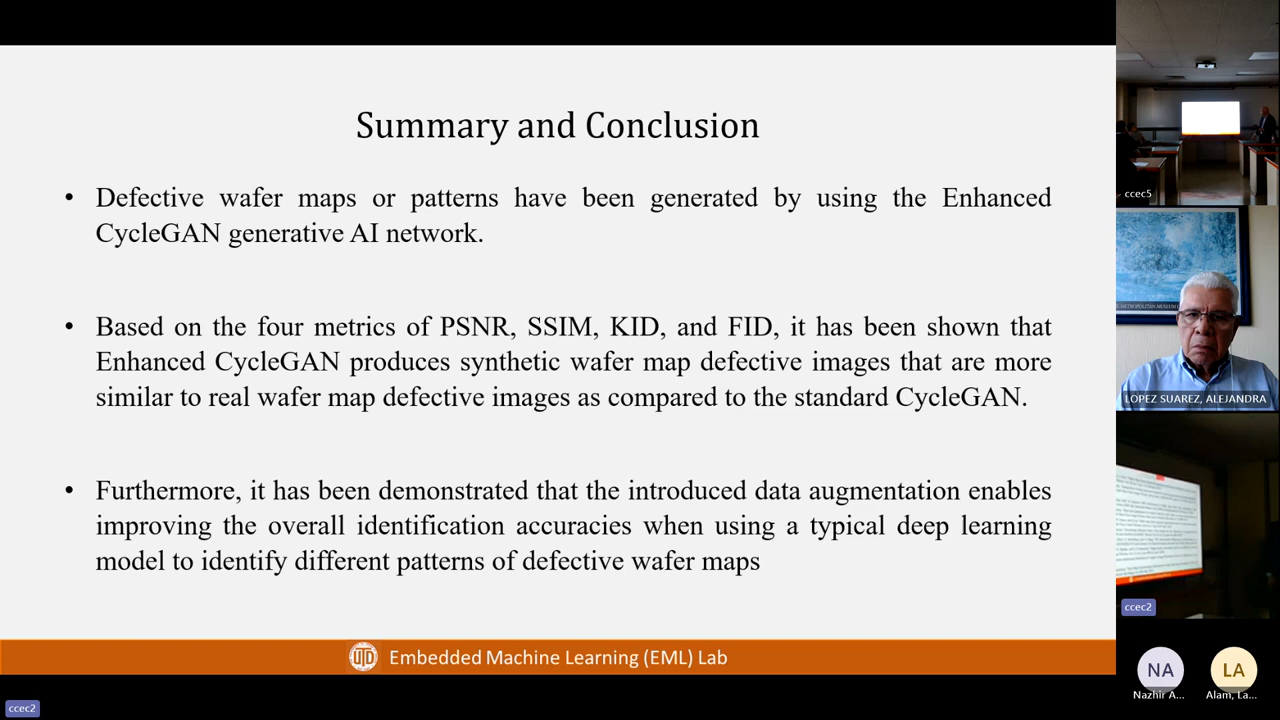 Summary and Conclusion
• Defective wafer maps or patterns have been generated by using the Enhanced
CycleGAN generative AI network.
• Based on the four metrics of PSNR, SSIM, KID, and FID, it has been shown that
Enhanced CycleGAN produces synthetic wafer map defective images that are more
similar to real wafer map defective images as compared to the standard CycleGAN.
• Furthermore, it has been demonstrated that the introduced data augmentation enables
improving the overall identification accuracies when using a typical deep learning
model to identify different patterns of defective wafer maps
UTD
Embedded Machine Learning (EML) Lab
ccec2
ccec5
METROPOLITAN MUSEUM
LOPEZ SUAREZ, ALEJANDRA
ccec2
NA
Nazhir A...
LA
Alam, La...